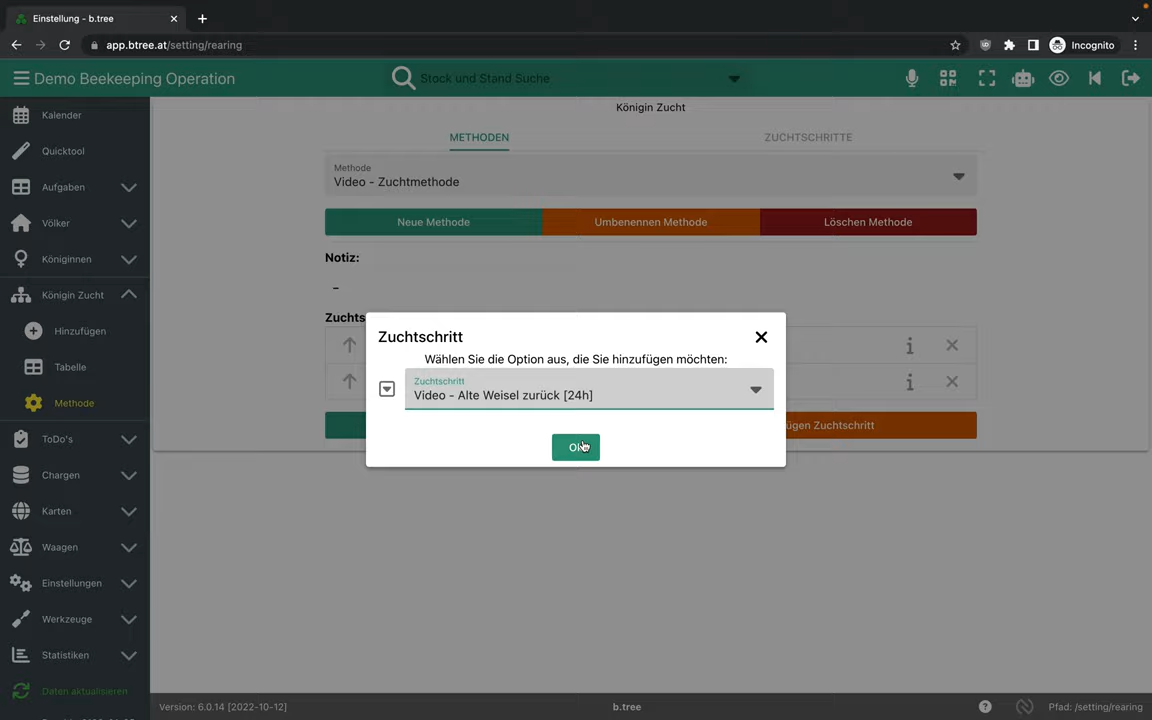 Einstellung - b.tree
app.btree.at/setting/rearing
Incognito
Demo Beekeeping Operation
Stock und Stand Suche
Kalender
Quicktool
Aufgaben
Völker
Königinnen
Königin Zucht
Hinzufügen
Tabelle
Methode
ToDo's
Chargen
Karten
Waagen
Einstellungen
Werkzeuge
Statistiken
Daten aktualisieren
Königin Zucht
METHODEN
ZUCHTSCHRITTE
Methode
Video - Zuchtmethode
Neue Methode
Umbenennen Methode
Löschen Methode
Notiz:
–
Zuchts
ügen Zuchtschritt
Zuchtschritt
Wählen Sie die Option aus, die Sie hinzufügen möchten:
Zuchtschritt
Video - Alte Weisel zurück [24h]
Version: 6.0.14 [2022-10-12]
b.tree
Pfad: /setting/rearing